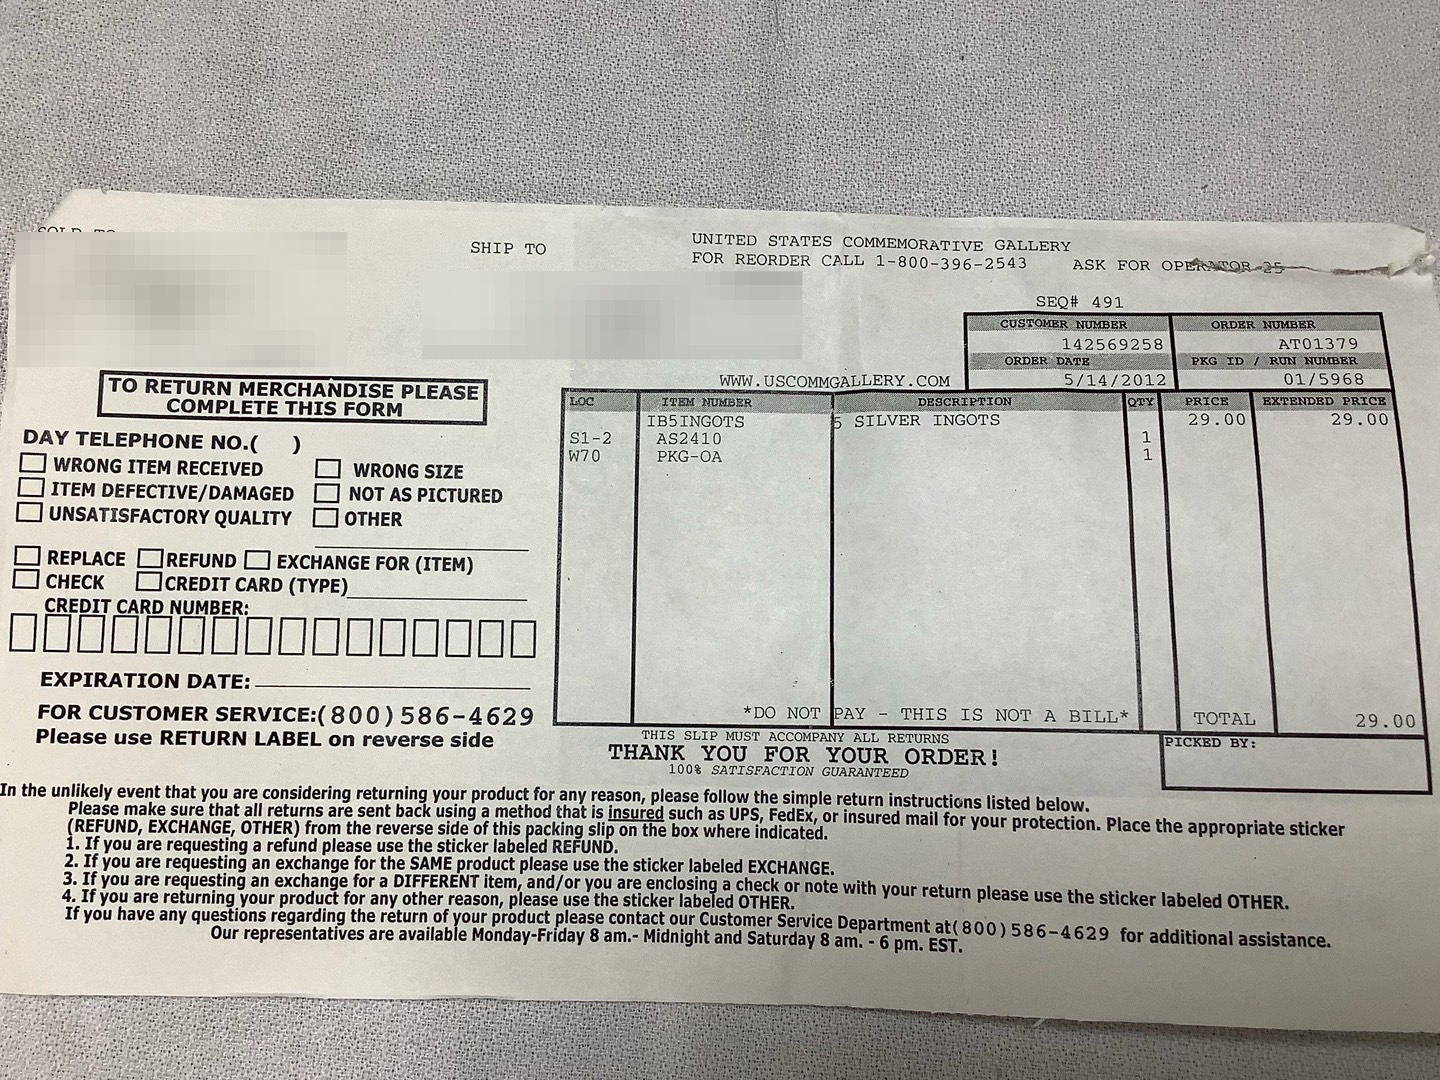 SOLD TO
SHIP TO
UNITED STATES COMMEMORATIVE GALLERY
FOR REORDER CALL 1-800-396-2543 ASK FOR OPERATOR 25
SEQ# 491
CUSTOMER NUMBER ORDER NUMBER
142569258 AT01379
ORDER DATE PKG ID / RUN NUMBER
WWW.USCOMMGALLERY.COM 5/14/2012 01/5968
TO RETURN MERCHANDISE PLEASE
COMPLETE THIS FORM
DAY TELEPHONE NO.( )
WRONG ITEM RECEIVED WRONG SIZE
ITEM DEFECTIVE/DAMAGED NOT AS PICTURED
UNSATISFACTORY QUALITY OTHER
REPLACE REFUND EXCHANGE FOR (ITEM)
CHECK CREDIT CARD (TYPE)
CREDIT CARD NUMBER:
EXPIRATION DATE:
FOR CUSTOMER SERVICE:(800)586-4629
Please use RETURN LABEL on reverse side
LOC ITEM NUMBER DESCRIPTION QTY PRICE EXTENDED PRICE
IB5INGOTS 5 SILVER INGOTS 29.00 29.00
S1-2 AS2410 1
W70 PKG-OA 1
*DO NOT PAY - THIS IS NOT A BILL* TOTAL 29.00
THIS SLIP MUST ACCOMPANY ALL RETURNS
PICKED BY:
THANK YOU FOR YOUR ORDER!
100% SATISFACTION GUARANTEED
In the unlikely event that you are considering returning your product for any reason, please follow the simple return instructions listed below.
Please make sure that all returns are sent back using a method that is insured such as UPS, FedEx, or insured mail for your protection. Place the appropriate sticker
(REFUND, EXCHANGE, OTHER) from the reverse side of this packing slip on the box where indicated.
1. If you are requesting a refund please use the sticker labeled REFUND.
2. If you are requesting an exchange for the SAME product please use the sticker labeled EXCHANGE.
3. If you are requesting an exchange for a DIFFERENT item, and/or you are enclosing a check or note with your return please use the sticker labeled OTHER.
4. If you are returning your product for any other reason, please use the sticker labeled OTHER.
If you have any questions regarding the return of your product please contact our Customer Service Department at(800)586-4629 for additional assistance.
Our representatives are available Monday-Friday 8 am.- Midnight and Saturday 8 am. - 6 pm. EST.